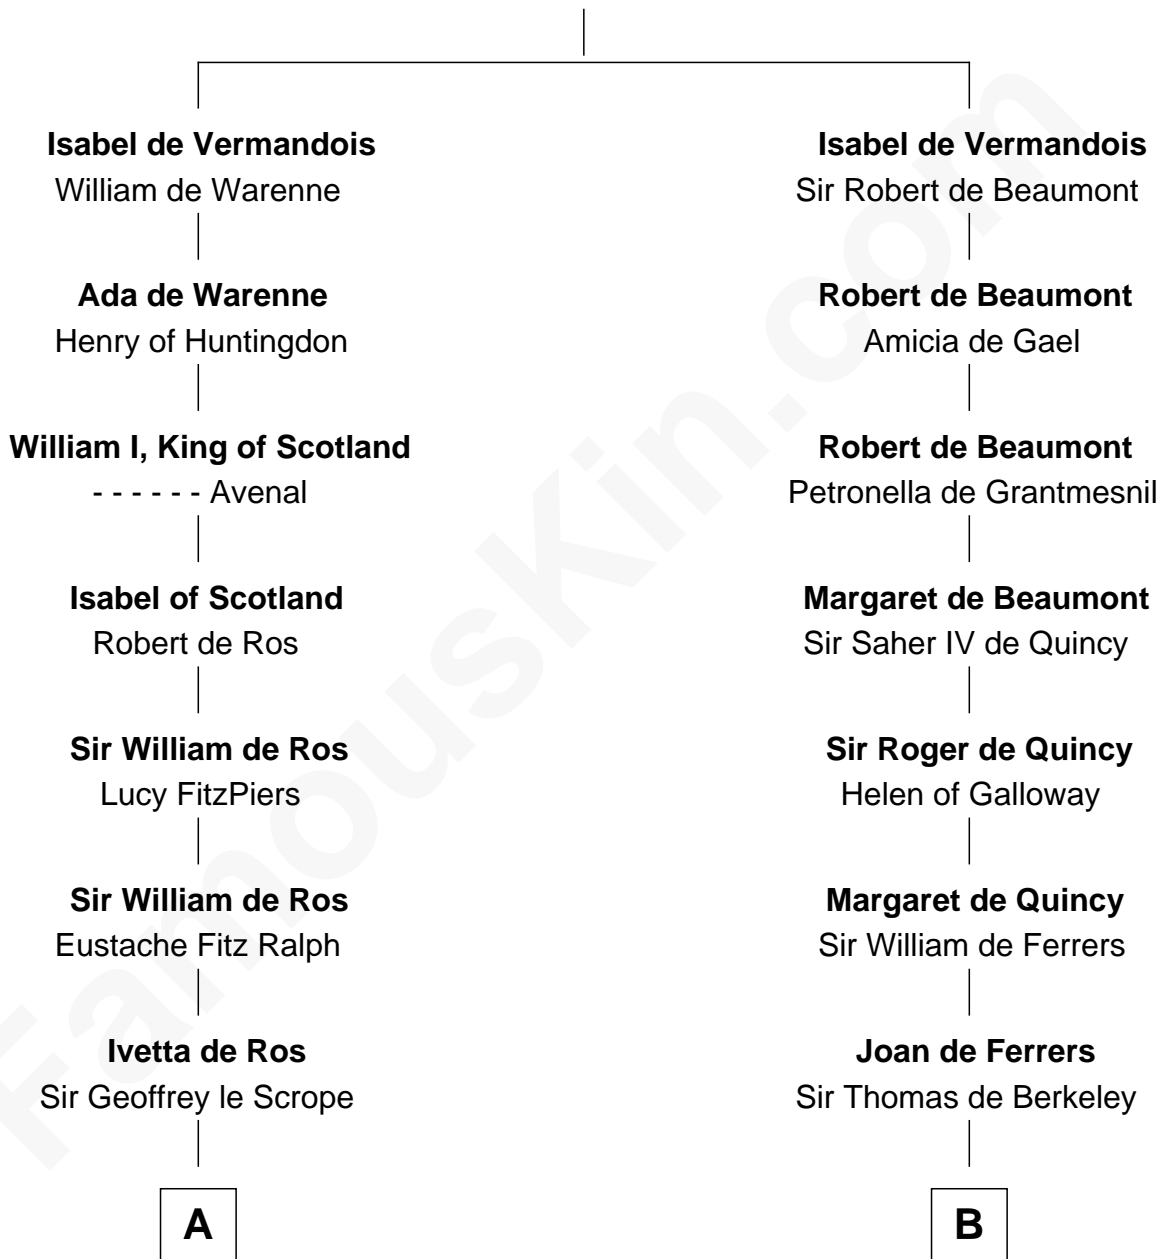 Isabel de Vermandois
William de Warenne
Ada de Warenne
Henry of Huntingdon
William I, King of Scotland
- - - - - - Avenal
Isabel of Scotland
Robert de Ros
Sir William de Ros
Lucy FitzPiers
Sir William de Ros
Eustache Fitz Ralph
Ivetta de Ros
Sir Geoffrey le Scrope
A
Isabel de Vermandois
Sir Robert de Beaumont
Robert de Beaumont
Amicia de Gael
Robert de Beaumont
Petronella de Grantmesnil
Margaret de Beaumont
Sir Saher IV de Quincy
Sir Roger de Quincy
Helen of Galloway
Margaret de Quincy
Sir William de Ferrers
Joan de Ferrers
Sir Thomas de Berkeley
B
FamousKin.com